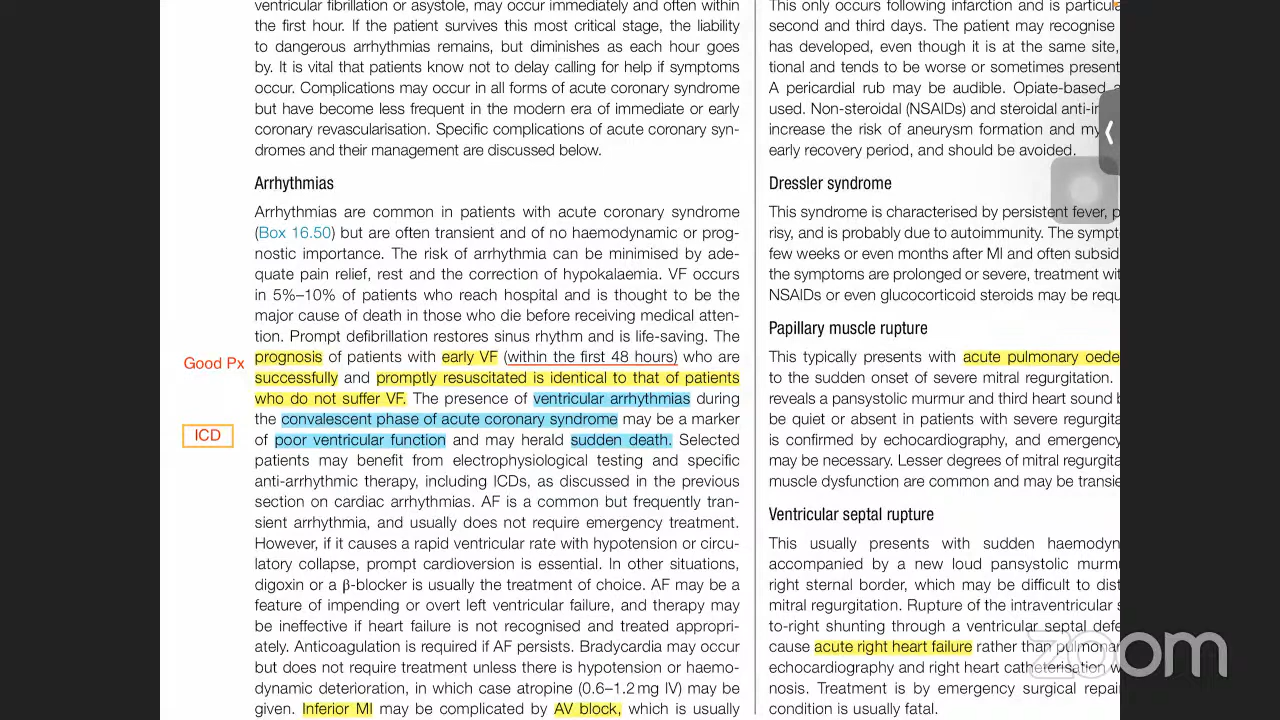 ventricular fibrillation or asystole, may occur immediately and often within
the first hour. If the patient survives this most critical stage, the liability
to dangerous arrhythmias remains, but diminishes as each hour goes
by. It is vital that patients know not to delay calling for help if symptoms
occur. Complications may occur in all forms of acute coronary syndrome
but have become less frequent in the modern era of immediate or early
coronary revascularisation. Specific complications of acute coronary syn-
dromes and their management are discussed below.
Arrhythmias
Arrhythmias are common in patients with acute coronary syndrome
(Box 16.50) but are often transient and of no haemodynamic or prog-
nostic importance. The risk of arrhythmia can be minimised by ade-
quate pain relief, rest and the correction of hypokalaemia. VF occurs
in 5%–10% of patients who reach hospital and is thought to be the
major cause of death in those who die before receiving medical atten-
tion. Prompt defibrillation restores sinus rhythm and is life-saving. The
prognosis of patients with early VF (within the first 48 hours) who are
Good Px
successfully and promptly resuscitated is identical to that of patients
who do not suffer VF. The presence of ventricular arrhythmias during
the convalescent phase of acute coronary syndrome may be a marker
ICD
of poor ventricular function and may herald sudden death. Selected
patients may benefit from electrophysiological testing and specific
anti-arrhythmic therapy, including ICDs, as discussed in the previous
section on cardiac arrhythmias. AF is a common but frequently tran-
sient arrhythmia, and usually does not require emergency treatment.
However, if it causes a rapid ventricular rate with hypotension or circu-
latory collapse, prompt cardioversion is essential. In other situations,
digoxin or a β-blocker is usually the treatment of choice. AF may be a
feature of impending or overt left ventricular failure, and therapy may
be ineffective if heart failure is not recognised and treated appropri-
ately. Anticoagulation is required if AF persists. Bradycardia may occur
but does not require treatment unless there is hypotension or haemo-
dynamic deterioration, in which case atropine (0.6–1.2 mg IV) may be
given. Inferior MI may be complicated by AV block, which is usually
This only occurs following infarction and is
second and third days. The patient may recognise
has developed, even though it is at the same site,
tional and tends to be worse or sometimes present
A pericardial rub may be audible. Opiate-based
used. Non-steroidal (NSAIDs) and steroidal
increase the risk of aneurysm formation and
early recovery period, and should be avoided.
Dressler syndrome
This syndrome is characterised by persistent fever,
risy, and is probably due to autoimmunity. The
few weeks or even months after MI and often
the symptoms are prolonged or severe, treatment
NSAIDs or even glucocorticoid steroids may be
Papillary muscle rupture
This typically presents with acute pulmonary
to the sudden onset of severe mitral regurgitation.
reveals a pansystolic murmur and third heart sound
be quiet or absent in patients with severe
is confirmed by echocardiography, and emergency
may be necessary. Lesser degrees of mitral
muscle dysfunction are common and may be
Ventricular septal rupture
This usually presents with sudden
accompanied by a new loud pansystolic
right sternal border, which may be difficult to
mitral regurgitation. Rupture of the intraventricular
to-right shunting through a ventricular septal
cause acute right heart failure rather than
echocardiography and right heart catheterisation
nosis. Treatment is by emergency surgical
condition is usually fatal.
zoom